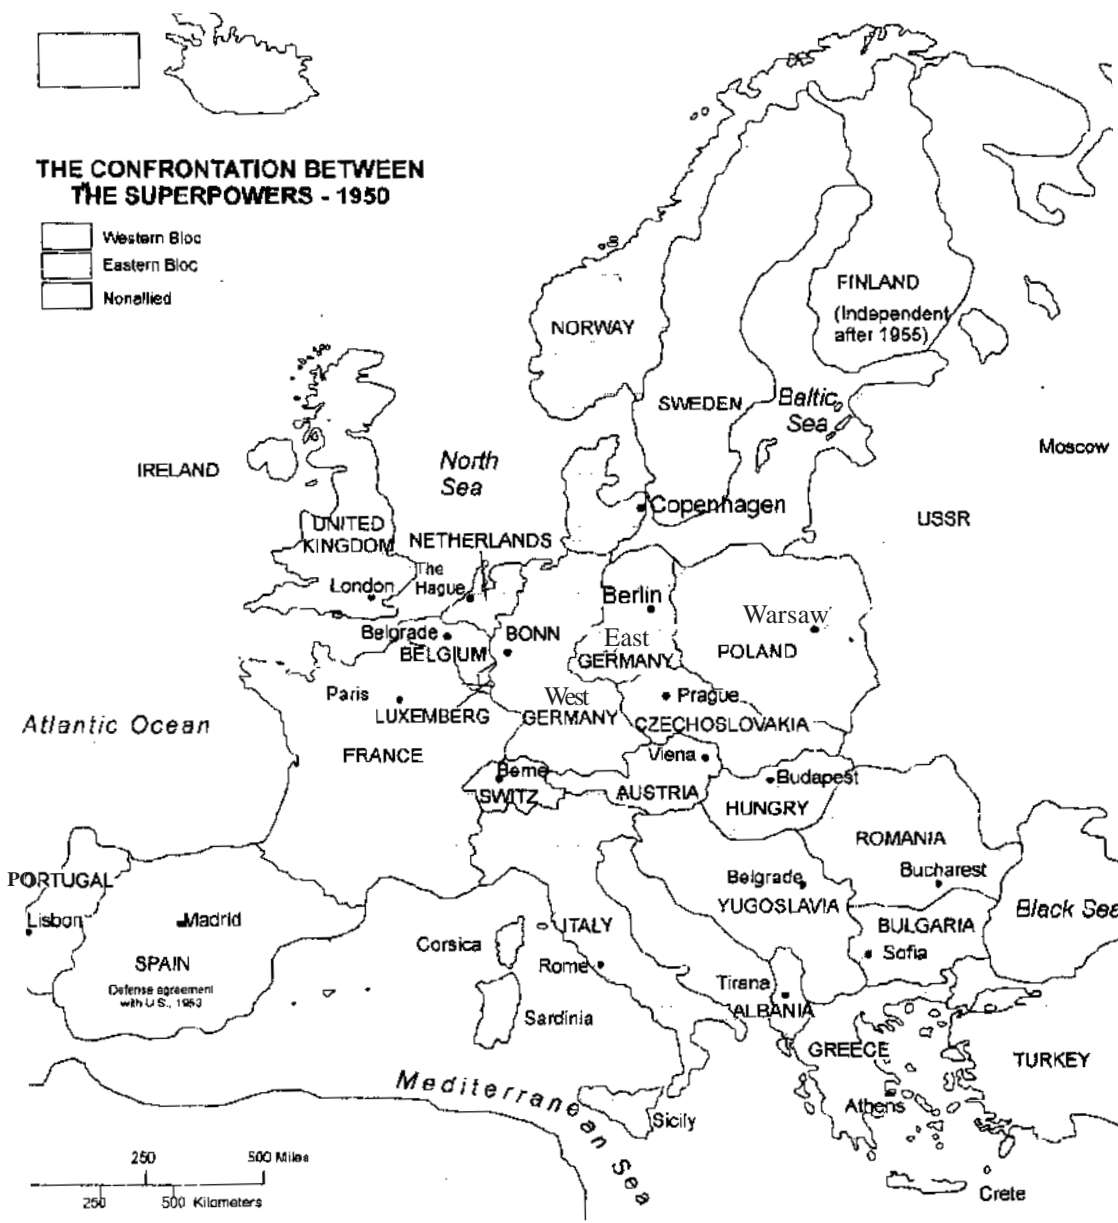 THE CONFRONTATION BETWEEN
THE SUPERPOWERS - 1950
Western Bloc
Eastern Bloc
Nonallied
FINLAND
(Independent
after 1955)
NORWAY
SWEDEN
Baltic
Sea
Moscow
IRELAND
North
Sea
Copenhagen
USSR
UNITED
KINGDOM
NETHERLANDS
The
Hague
London
Berlin
Warsaw
Belgrade
BONN
East
BELGIUM
GERMANY
POLAND
Paris
West
Prague
LUXEMBERG
GERMANY
CZECHOSLOVAKIA
Atlantic Ocean
FRANCE
Viena
Berne
Budapest
SWITZ
AUSTRIA
HUNGRY
ROMANIA
Bucharest
PORTUGAL
Belgrade
YUGOSLAVIA
Black Sea
Lisbon
Madrid
ITALY
BULGARIA
Corsica
Sofia
SPAIN
Rome
Defense agreement
with U.S., 1953
Tirana
ALBANIA
Sardinia
GREECE
TURKEY
Mediterranean Sea
Athens
Sicily
Crete
250
500 Miles
250
500 Kilometers